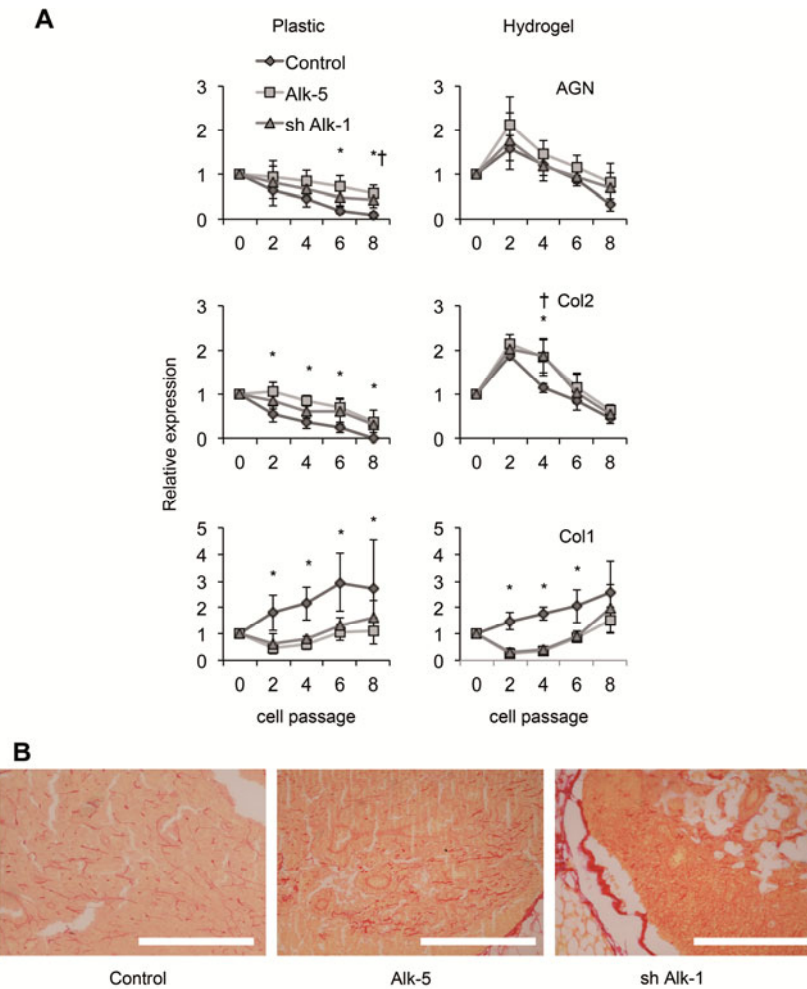 A
Plastic
Hydrogel
Control
Alk-5
sh Alk-1
* *†
3
2
1
0
0 2 4 6 8
AGN
3
2
1
0
0 2 4 6 8
Relative expression
* * * *
3
2
1
0
0 2 4 6 8
† Col2
*
3
2
1
0
0 2 4 6 8
* * * *
5
4
3
2
1
0
0 2 4 6 8
cell passage
Col1
* * *
5
4
3
2
1
0
0 2 4 6 8
cell passage
B
Control
Alk-5
sh Alk-1